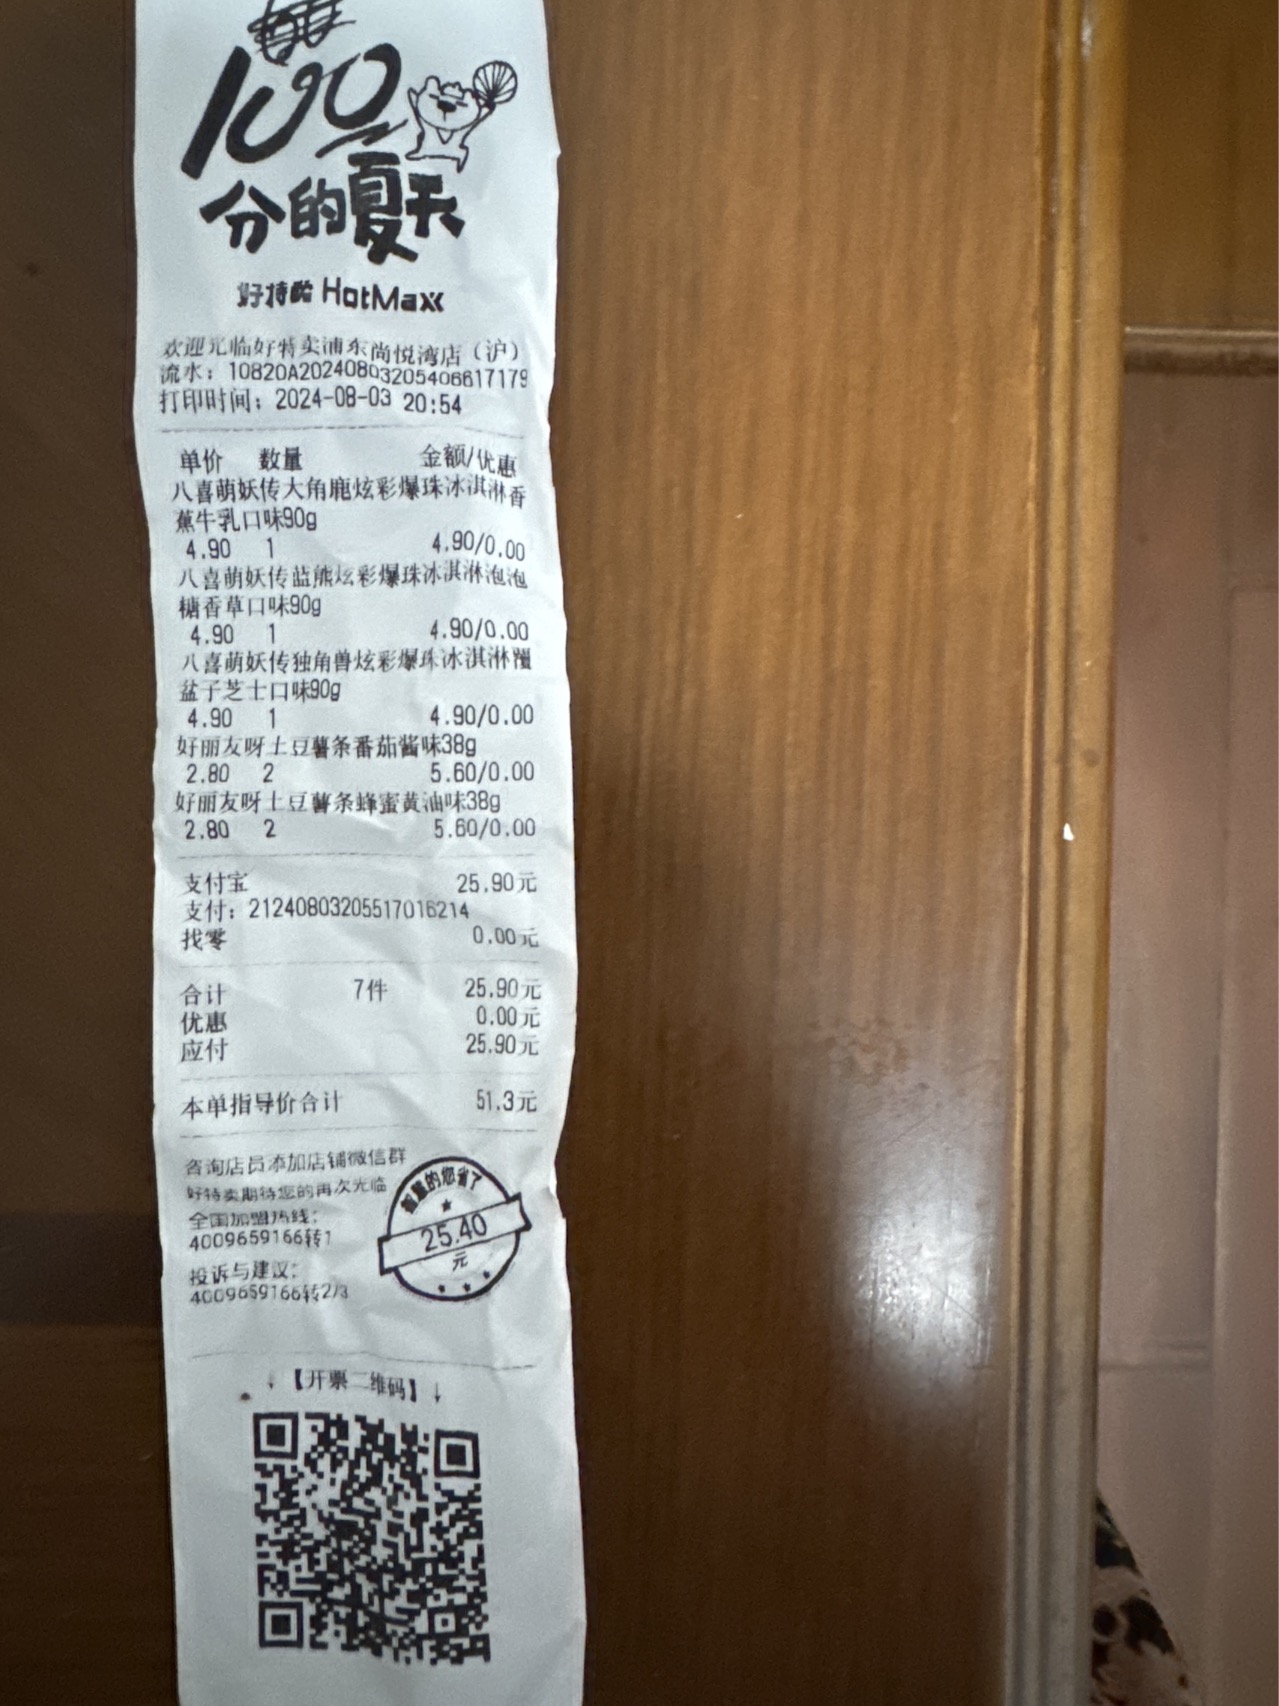 100
分的夏天
好特卖 HotMaxx
欢迎光临好特卖浦东尚悦湾店（沪）
流水：10820A20240803205406617179
打印时间：2024-08-03 20:54
单价 数量 金额/优惠
八喜萌妖传大角鹿炫彩爆珠冰淇淋香
蕉牛乳口味90g
4.90 1 4.90/0.00
八喜萌妖传蓝熊炫彩爆珠冰淇淋泡泡
糖香草口味90g
4.90 1 4.90/0.00
八喜萌妖传独角兽炫彩爆珠冰淇淋覆
盆子芝士口味90g
4.90 1 4.90/0.00
好丽友呀土豆薯条番茄酱味38g
2.80 2 5.60/0.00
好丽友呀土豆薯条蜂蜜黄油味38g
2.80 2 5.60/0.00
支付宝 25.90元
支付：21240803205517016214
找零 0.00元
合计 7件 25.90元
优惠 0.00元
应付 25.90元
本单指导价合计 51.3元
咨询店员添加店铺微信群
好特卖期待您的再次光临
全国加盟热线：
4009659166转1
投诉与建议：
4009659166转2/3
智慧的您省了
25.40
元
↓【开票二维码】↓